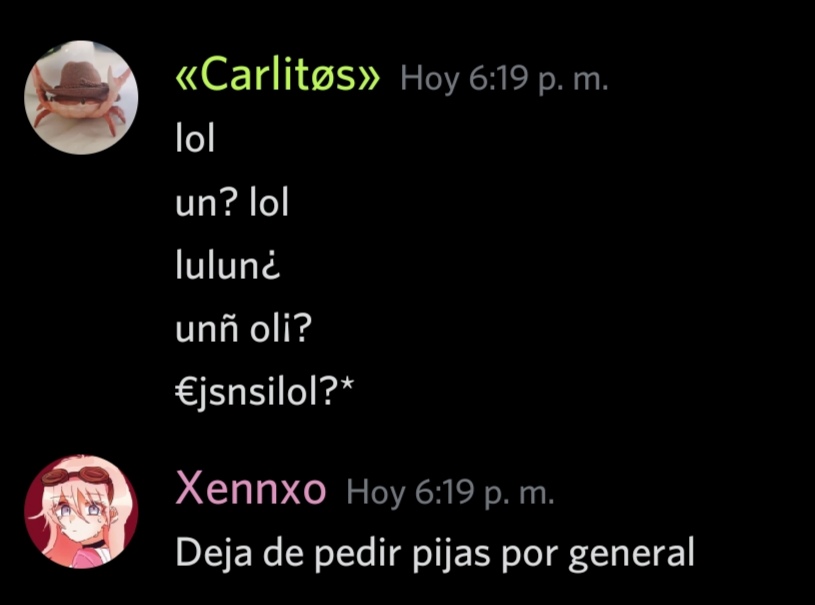 «Carlitøs» Hoy 6:19 p. m.
lol
un? lol
lulun¿
unñ oli?
€jsnsilol?*
Xennxo Hoy 6:19 p. m.
Deja de pedir pijas por general